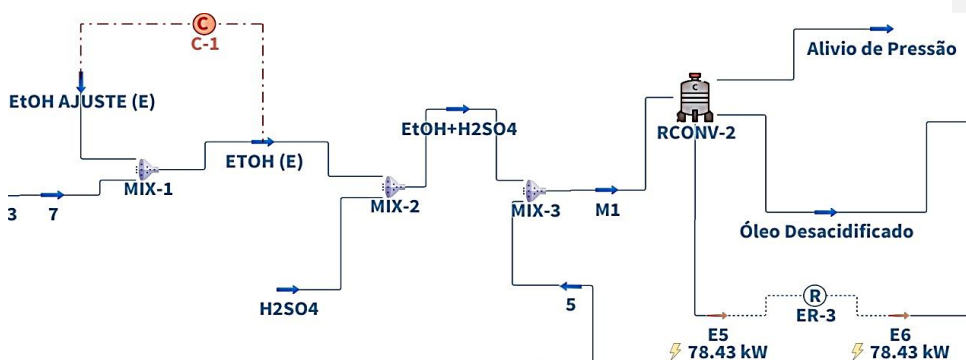 C
C-1
EtOH AJUSTE (E)
ETOH (E)
MIX-1
3 7
H2SO4
MIX-2
EtOH+H2SO4
MIX-3
5
M1
C
RCONV-2
Alivio de Pressão
Óleo Desacidificado
R
ER-3
E5
78.43 kW
E6
78.43 kW